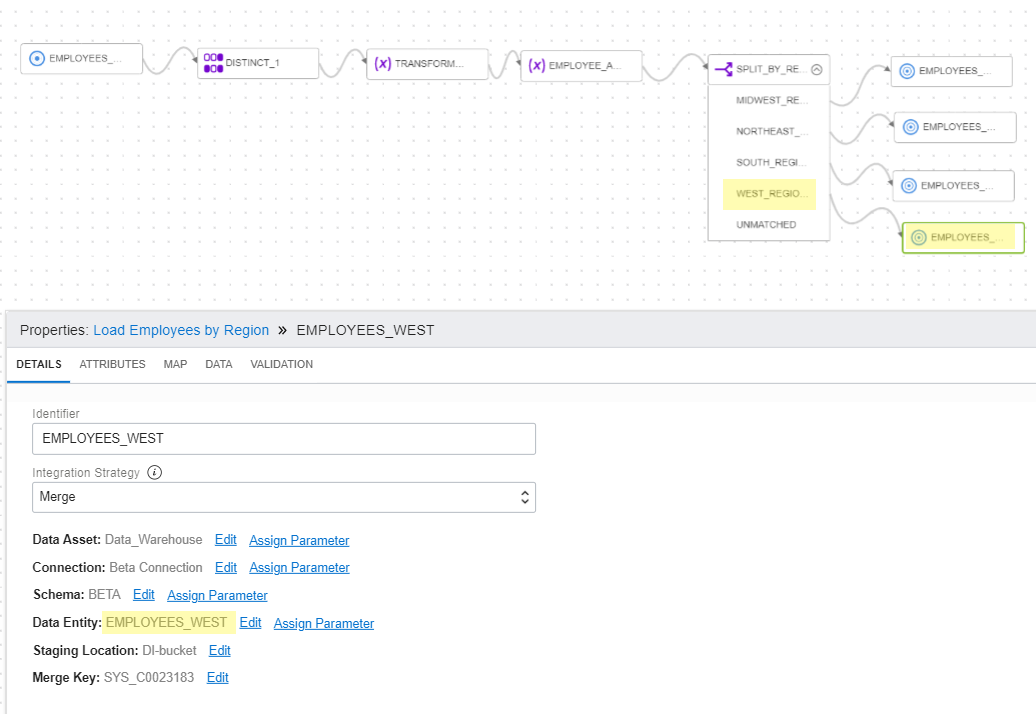 EMPLOYEES_...
DISTINCT_1
TRANSFORM...
EMPLOYEE_A...
SPLIT_BY_RE...
MIDWEST_RE...
NORTHEAST_...
SOUTH_REGI...
WEST_REGIO...
UNMATCHED
EMPLOYEES_...
EMPLOYEES_...
EMPLOYEES_...
EMPLOYEES_...
Properties: Load Employees by Region » EMPLOYEES_WEST
DETAILS ATTRIBUTES MAP DATA VALIDATION
Identifier
EMPLOYEES_WEST
Integration Strategy i
Merge
Data Asset: Data_Warehouse Edit Assign Parameter
Connection: Beta Connection Edit Assign Parameter
Schema: BETA Edit Assign Parameter
Data Entity: EMPLOYEES_WEST Edit Assign Parameter
Staging Location: DI-bucket Edit
Merge Key: SYS_C0023183 Edit